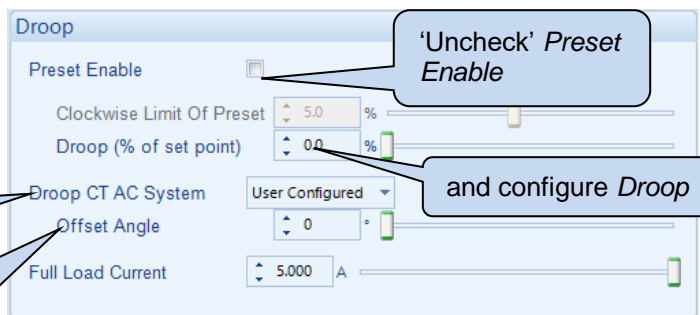 Droop
‘Uncheck’ Preset
Enable
Preset Enable
Clockwise Limit Of Preset 5.0 %
Droop (% of set point) 0.0 %
and configure Droop
Droop CT AC System User Configured
Offset Angle 0 °
Full Load Current 5.000 A